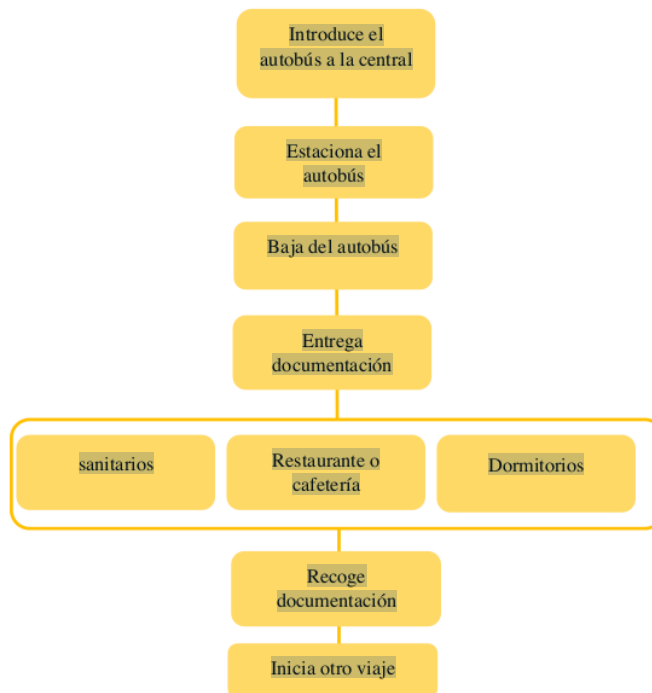 Introduce el
autobús a la central
Estaciona el
autobús
Baja del autobús
Entrega
documentación
sanitarios
Restaurante o
cafetería
Dormitorios
Recoge
documentación
Inicia otro viaje